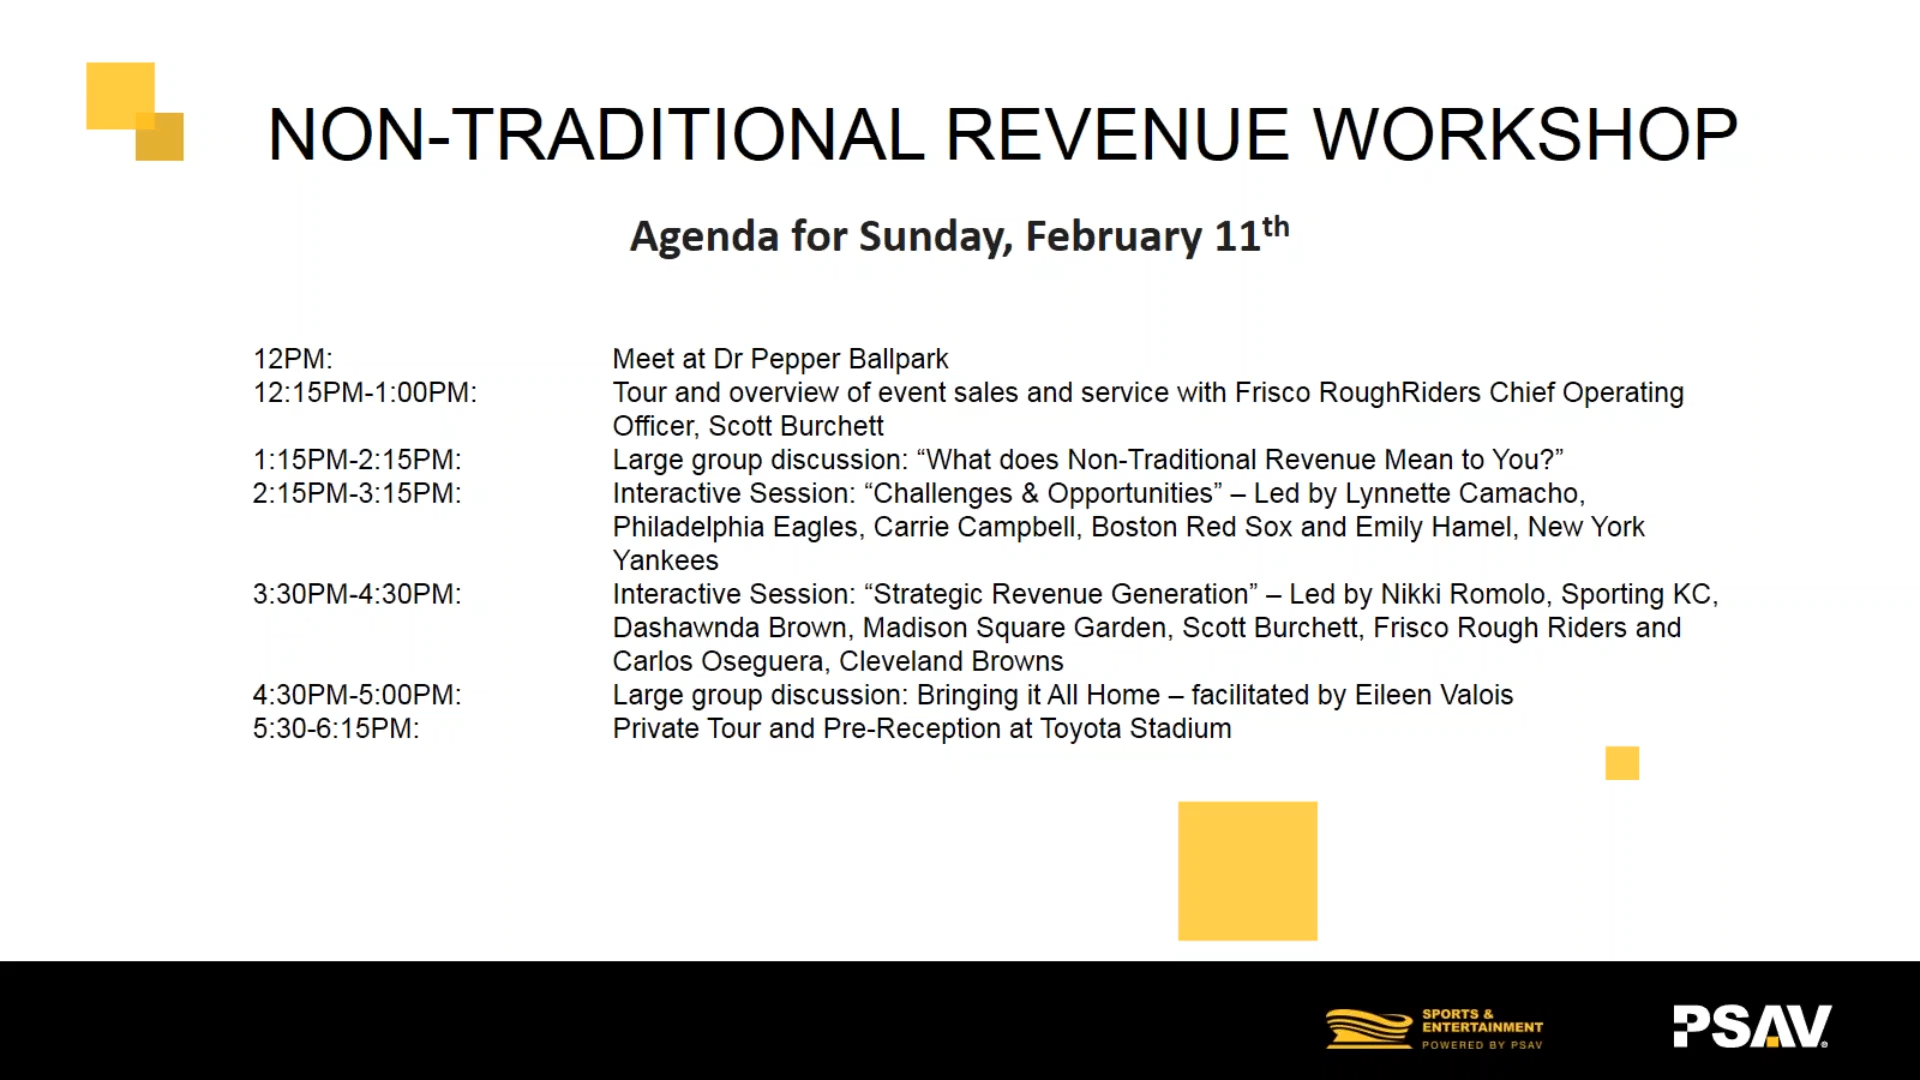 NON-TRADITIONAL REVENUE WORKSHOP
Agenda for Sunday, February 11th
12PM: Meet at Dr Pepper Ballpark
12:15PM-1:00PM: Tour and overview of event sales and service with Frisco RoughRiders Chief Operating
Officer, Scott Burchett
1:15PM-2:15PM: Large group discussion: “What does Non-Traditional Revenue Mean to You?”
2:15PM-3:15PM: Interactive Session: “Challenges & Opportunities” – Led by Lynnette Camacho,
Philadelphia Eagles, Carrie Campbell, Boston Red Sox and Emily Hamel, New York
Yankees
3:30PM-4:30PM: Interactive Session: “Strategic Revenue Generation” – Led by Nikki Romolo, Sporting KC,
Dashawnda Brown, Madison Square Garden, Scott Burchett, Frisco Rough Riders and
Carlos Oseguera, Cleveland Browns
4:30PM-5:00PM: Large group discussion: Bringing it All Home – facilitated by Eileen Valois
5:30-6:15PM: Private Tour and Pre-Reception at Toyota Stadium
SPORTS &
ENTERTAINMENT
POWERED BY PSAV
PSAV®